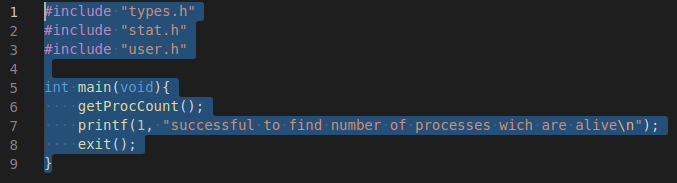 1 #include "types.h"
2 #include "stat.h"
3 #include "user.h"
4
5 int main(void){
6     getProcCount();
7     printf(1, "successful to find number of processes wich are alive\n");
8     exit();
9 }